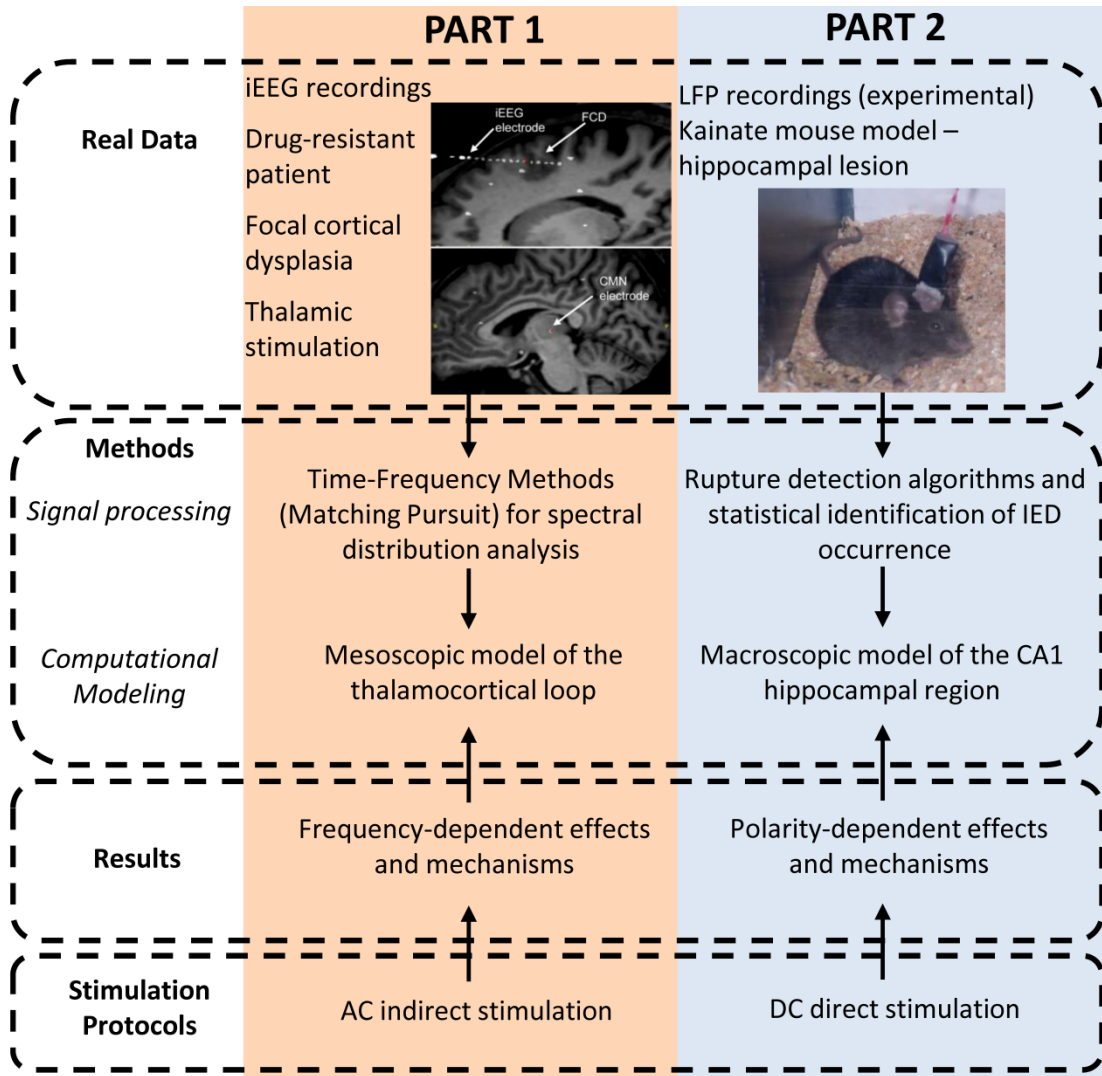 PART 1
PART 2
Real Data
iEEG recordings
Drug-resistant
patient
Focal cortical
dysplasia
Thalamic
stimulation
iEEG
electrode
FCD
CMN
electrode
LFP recordings (experimental)
Kainate mouse model –
hippocampal lesion
Methods
Signal processing
Time-Frequency Methods
(Matching Pursuit) for spectral
distribution analysis
Rupture detection algorithms and
statistical identification of IED
occurrence
Computational
Modeling
Mesoscopic model of the
thalamocortical loop
Macroscopic model of the CA1
hippocampal region
Results
Frequency-dependent effects
and mechanisms
Polarity-dependent effects
and mechanisms
Stimulation
Protocols
AC indirect stimulation
DC direct stimulation